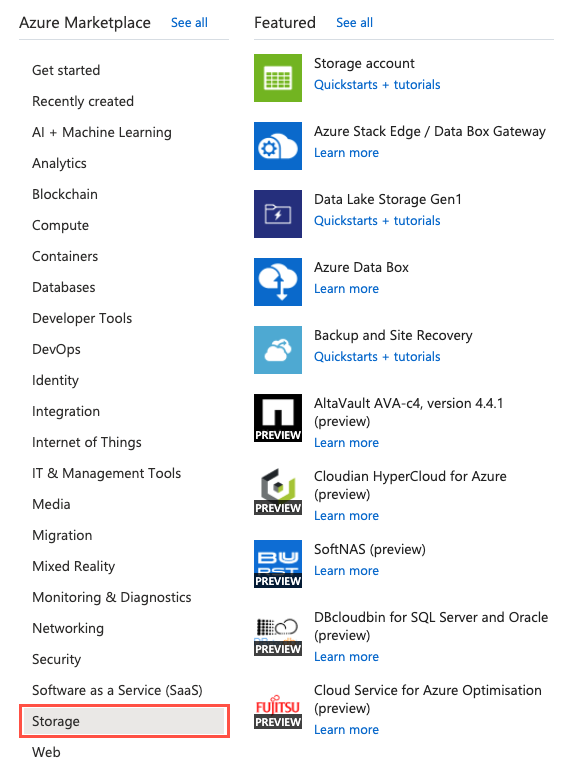 Azure Marketplace See all
Get started
Recently created
AI + Machine Learning
Analytics
Blockchain
Compute
Containers
Databases
Developer Tools
DevOps
Identity
Integration
Internet of Things
IT & Management Tools
Media
Migration
Mixed Reality
Monitoring & Diagnostics
Networking
Security
Software as a Service (SaaS)
Storage
Web
Featured See all
Storage account
Quickstarts + tutorials
Azure Stack Edge / Data Box Gateway
Learn more
Data Lake Storage Gen1
Quickstarts + tutorials
Azure Data Box
Learn more
Backup and Site Recovery
Quickstarts + tutorials
PREVIEW
AltaVault AVA-c4, version 4.4.1
(preview)
Learn more
PREVIEW
Cloudian HyperCloud for Azure
(preview)
Learn more
BURST
PREVIEW
SoftNAS (preview)
Learn more
PREVIEW
DBcloudbin for SQL Server and Oracle
(preview)
Learn more
FUJITSU
PREVIEW
Cloud Service for Azure Optimisation
(preview)
Learn more